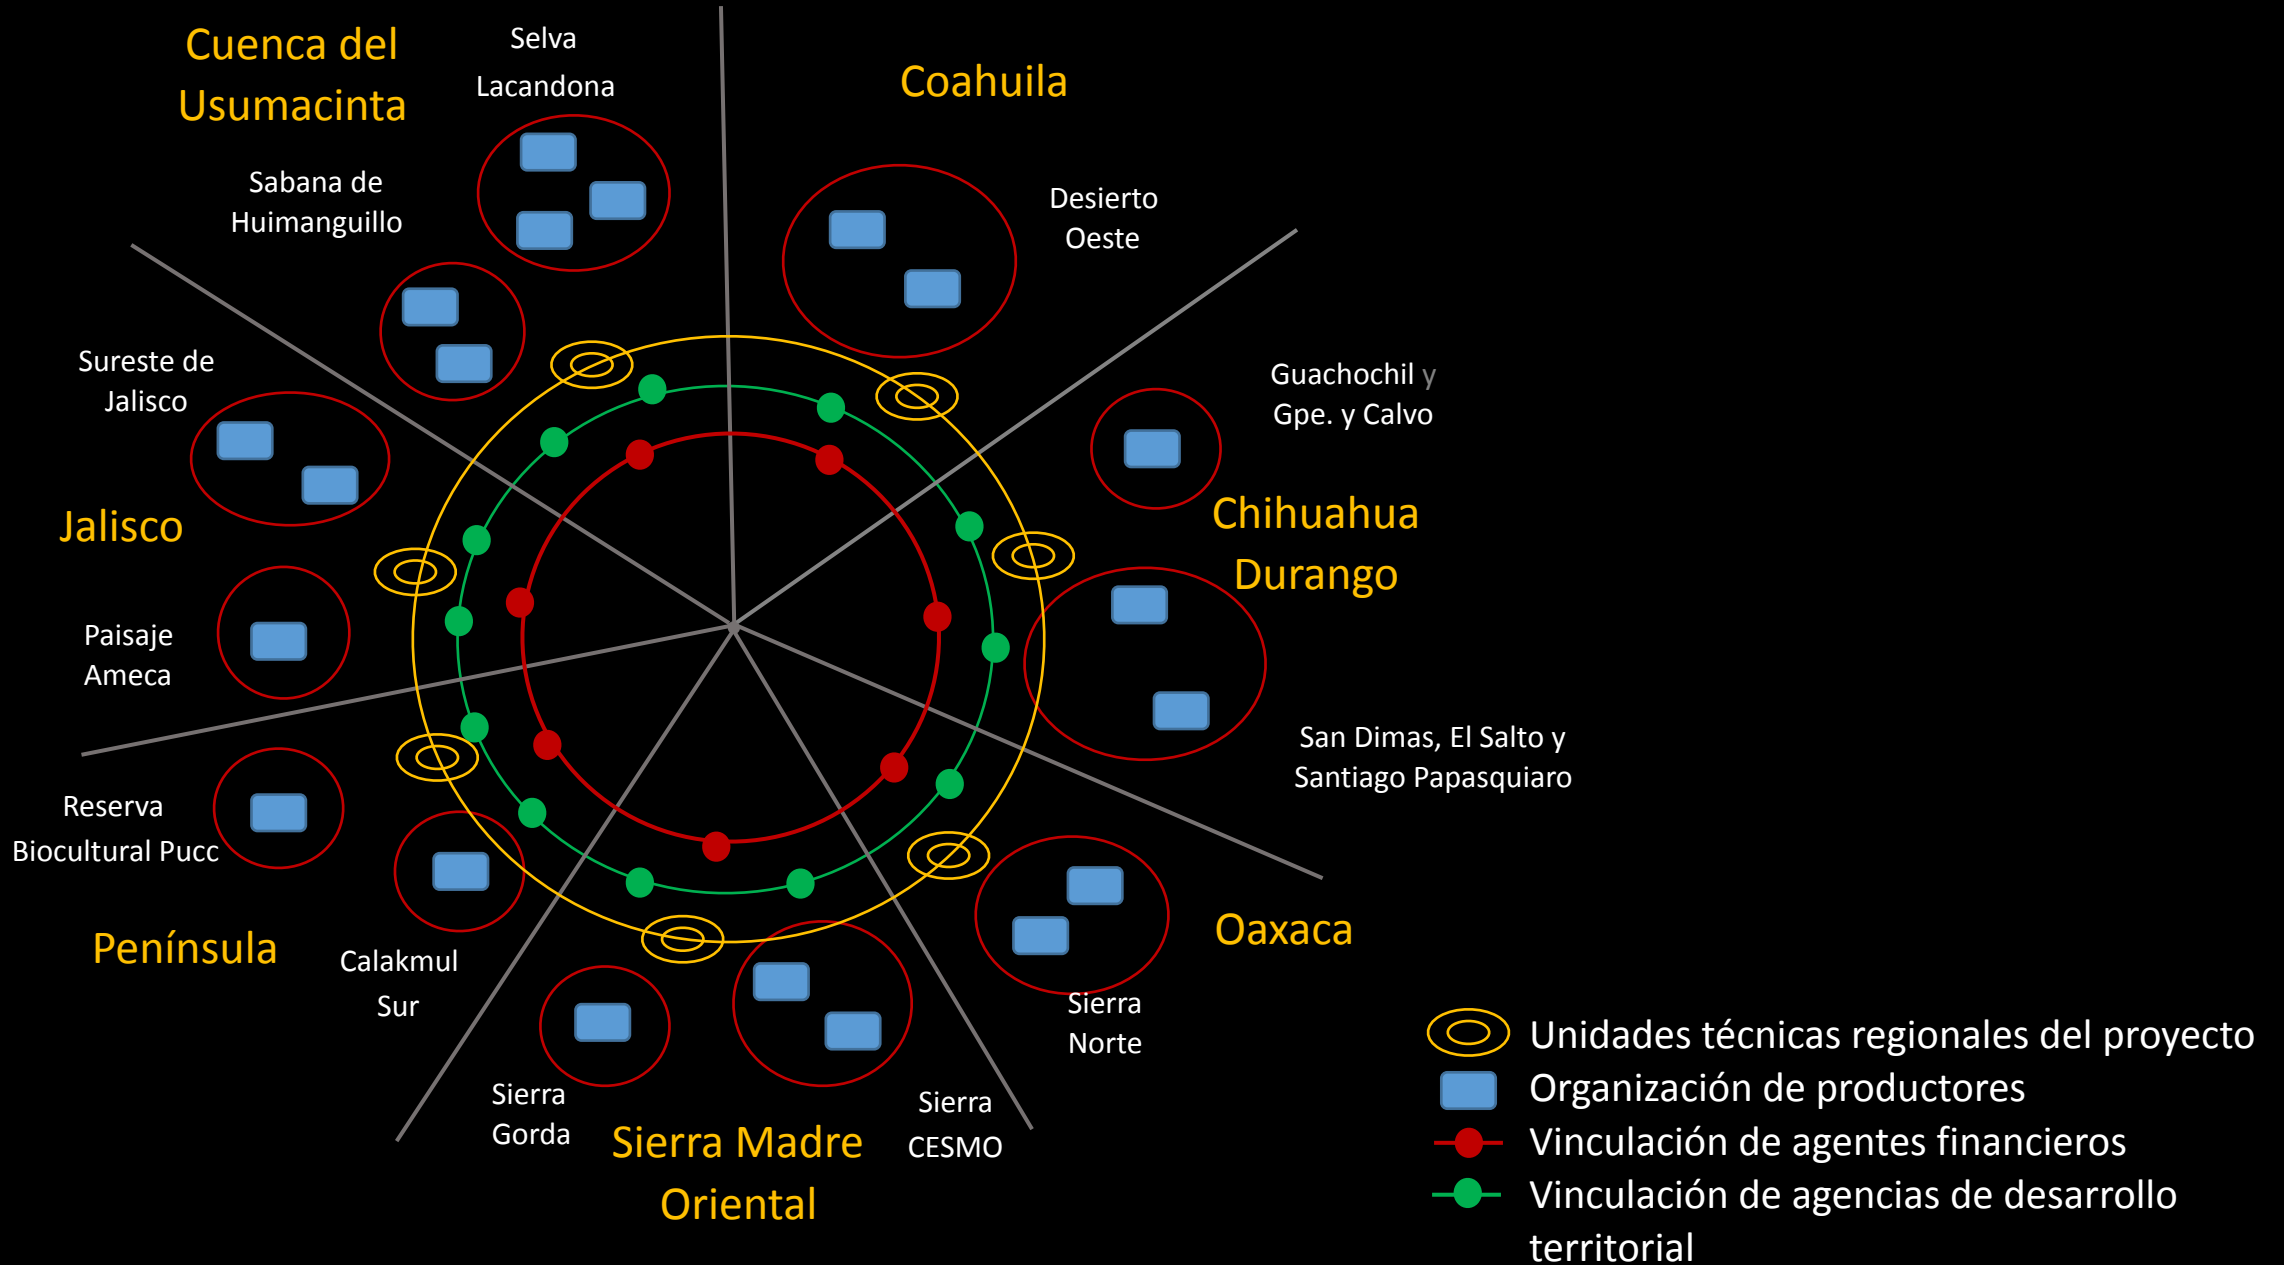 Cuenca del
Usumacinta
Selva
Lacandona
Coahuila
Sabana de
Huimanguillo
Desierto
Oeste
Sureste de
Jalisco
Guachochil y
Gpe. y Calvo
Jalisco
Chihuahua
Durango
Paisaje
Ameca
San Dimas, El Salto y
Santiago Papasquiaro
Reserva
Biocultural Pucc
Península
Calakmul
Sur
Oaxaca
Sierra
Norte
Sierra
Gorda
Sierra Madre
Oriental
Sierra
CESMO
Unidades técnicas regionales del proyecto
Organización de productores
Vinculación de agentes financieros
Vinculación de agencias de desarrollo
territorial